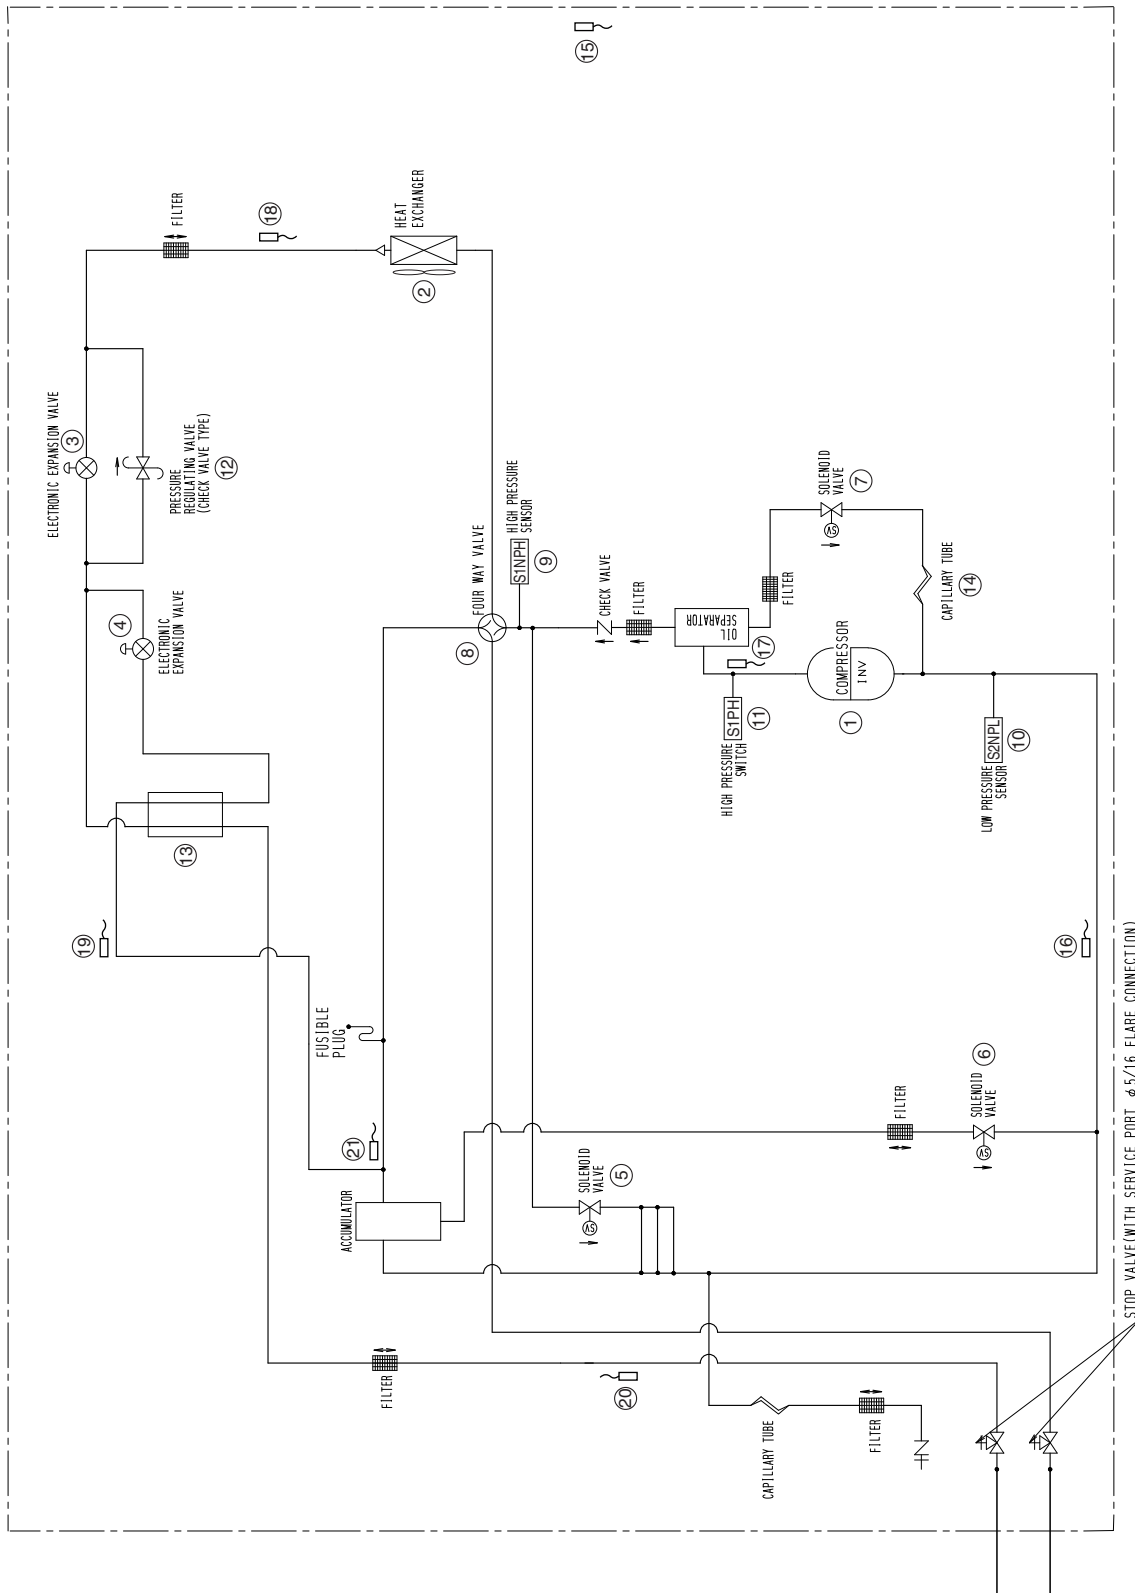 15
18
FILTER
HEAT
EXCHANGER
2
ELECTRONIC EXPANSION VALVE
3
PRESSURE
REGULATING VALVE
(CHECK VALVE TYPE)
12
4
ELECTRONIC
EXPANSION VALVE
FOUR WAY VALVE
8
HIGH PRESSURE
SENSOR
S1NPH
9
CHECK VALVE
FILTER
OIL
SEPARATOR
17
FILTER
SOLENOID
VALVE
7
SV
CAPILLARY TUBE
14
COMPRESSOR
INV
1
HIGH PRESSURE
SWITCH
S1PH
11
LOW PRESSURE
SENSOR
S2NPL
10
13
19
16
FUSIBLE
PLUG
21
ACCUMULATOR
SOLENOID
VALVE
5
SV
FILTER
SOLENOID
VALVE
6
SV
FILTER
20
CAPILLARY TUBE
FILTER
STOP VALVE(WITH SERVICE PORT φ5/16 FLARE CONNECTION)